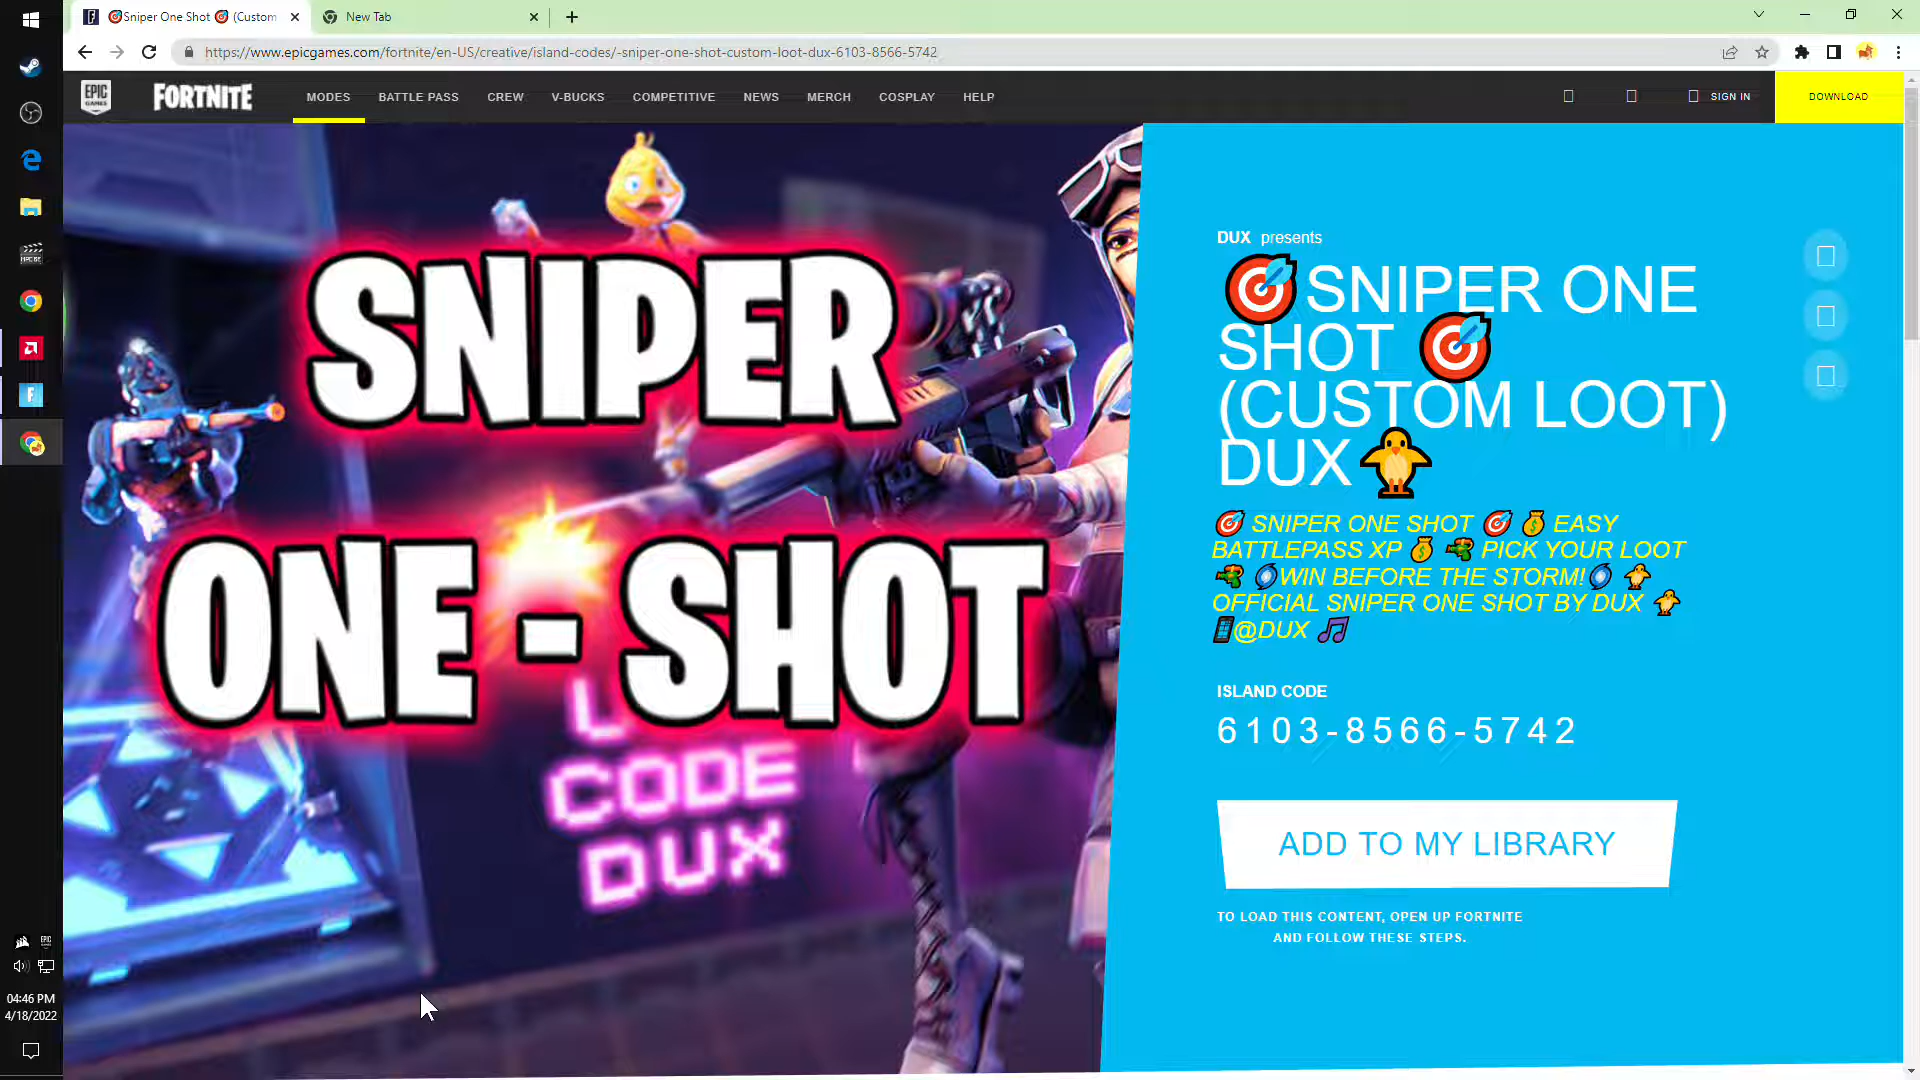 🎯Sniper One Shot 🎯 (Custom
New Tab
https://www.epicgames.com/fortnite/en-US/creative/island-codes/-sniper-one-shot-custom-loot-dux-6103-8566-5742
EPIC GAMES
FORTNITE
MODES
BATTLE PASS
CREW
V-BUCKS
COMPETITIVE
NEWS
MERCH
COSPLAY
HELP
SIGN IN
DOWNLOAD
SNIPER
ONE-SHOT
CODE
DUX
DUX presents
🎯SNIPER ONE
SHOT 🎯
(CUSTOM LOOT)
DUX🐥
🎯 SNIPER ONE SHOT 🎯 💰 EASY
BATTLEPASS XP 💰 🔫 PICK YOUR LOOT
🔫 🌀WIN BEFORE THE STORM!🌀 🐥
OFFICIAL SNIPER ONE SHOT BY DUX 🐥
📱@DUX 🎵
ISLAND CODE
6103-8566-5742
ADD TO MY LIBRARY
TO LOAD THIS CONTENT, OPEN UP FORTNITE
AND FOLLOW THESE STEPS.
04:46 PM
4/18/2022